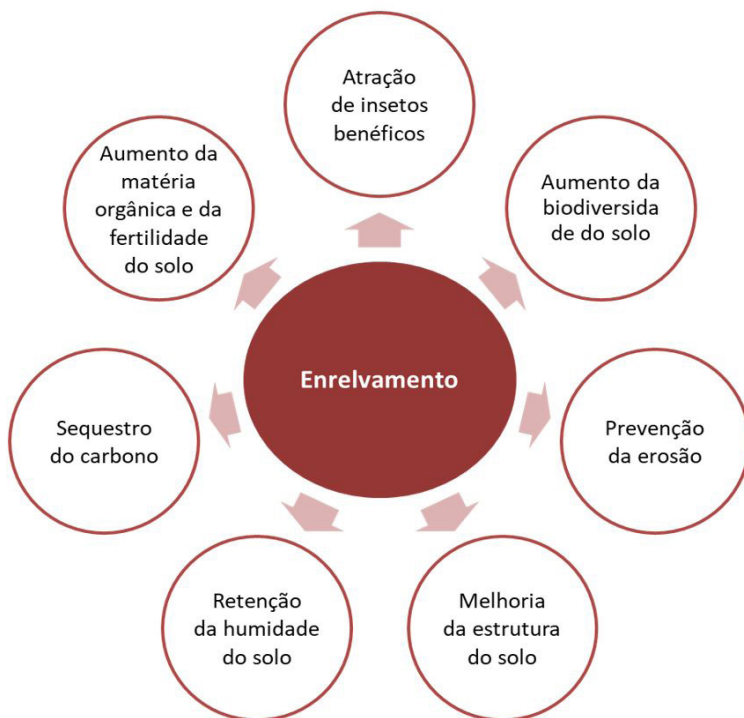 Atração
de insetos
benéficos
Aumento da
biodiversida
de do solo
Prevenção
da erosão
Melhoria
da estrutura
do solo
Retenção
da humidade
do solo
Sequestro
do carbono
Aumento da
matéria
orgânica e da
fertilidade
do solo
Enrelvamento